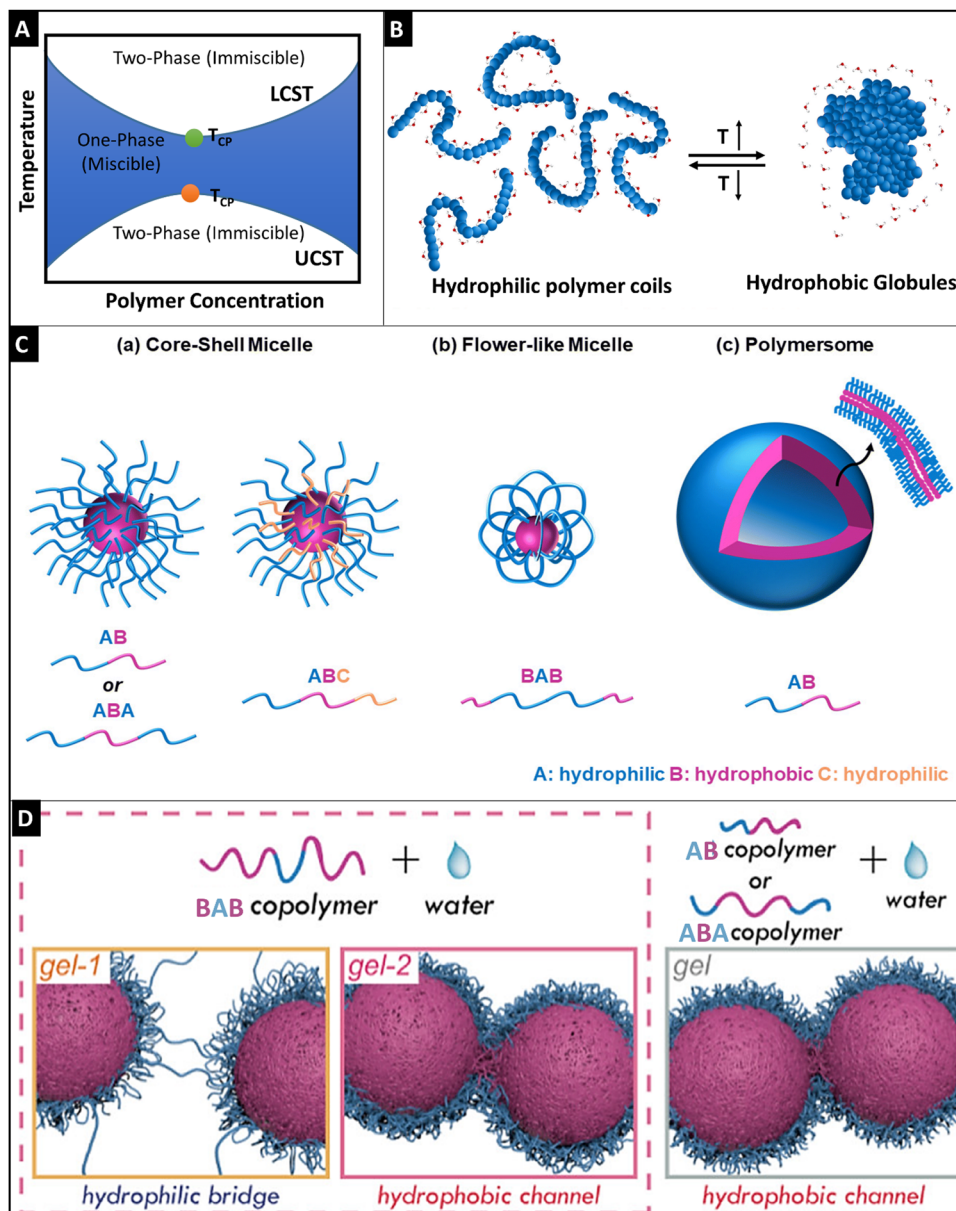 A
Two-Phase (Immiscible)
LCST
T_CP
One-Phase
(Miscible)
T_CP
Two-Phase (Immiscible)
UCST
Temperature
Polymer Concentration
B
T
T
Hydrophilic polymer coils
Hydrophobic Globules
C
(a) Core-Shell Micelle
(b) Flower-like Micelle
(c) Polymersome
AB
or
ABA
ABC
BAB
AB
A: hydrophilic B: hydrophobic C: hydrophilic
D
BAB copolymer + water
AB copolymer
or
ABA copolymer
+
water
gel-1
gel-2
gel
hydrophilic bridge
hydrophobic channel
hydrophobic channel